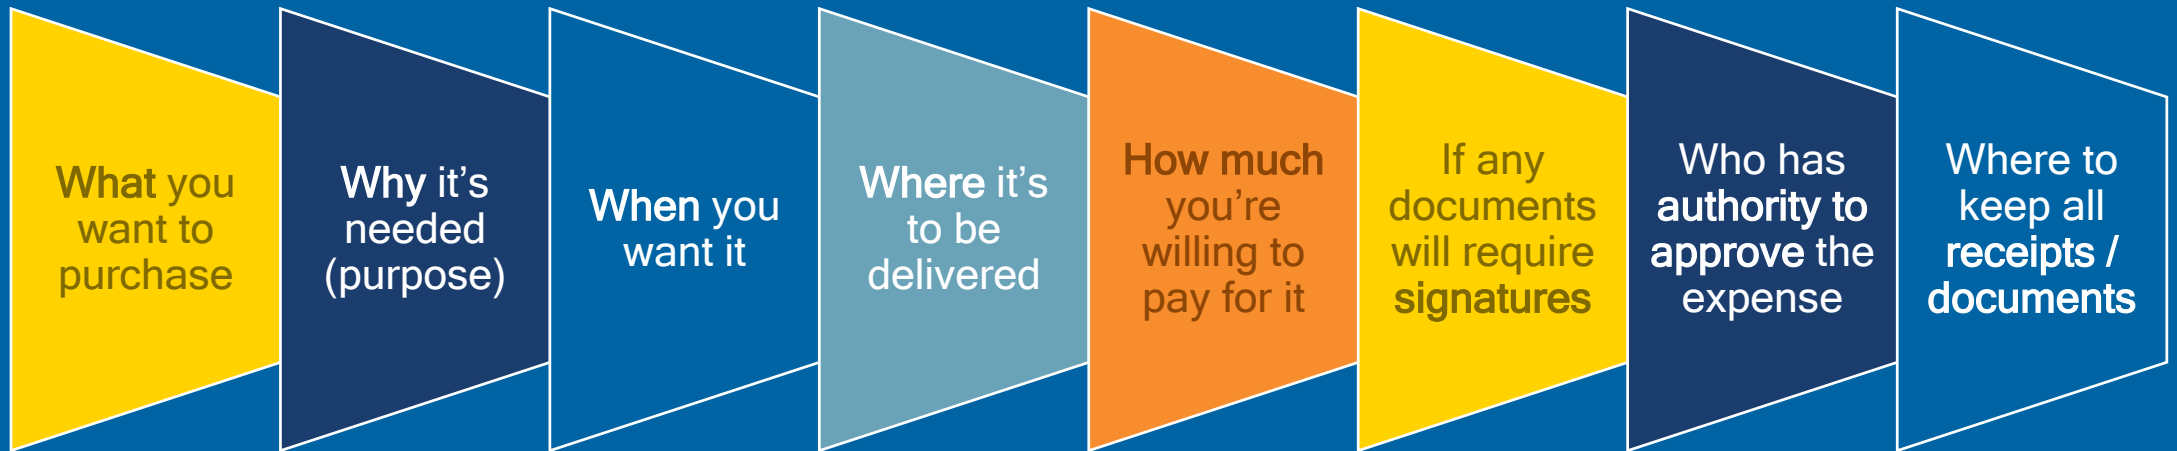 What you
want to
purchase
Why it’s
needed
(purpose)
When you
want it
Where it’s
to be
delivered
How much
you’re
willing to
pay for it
If any
documents
will require
signatures
Who has
authority to
approve the
expense
Where to
keep all
receipts /
documents